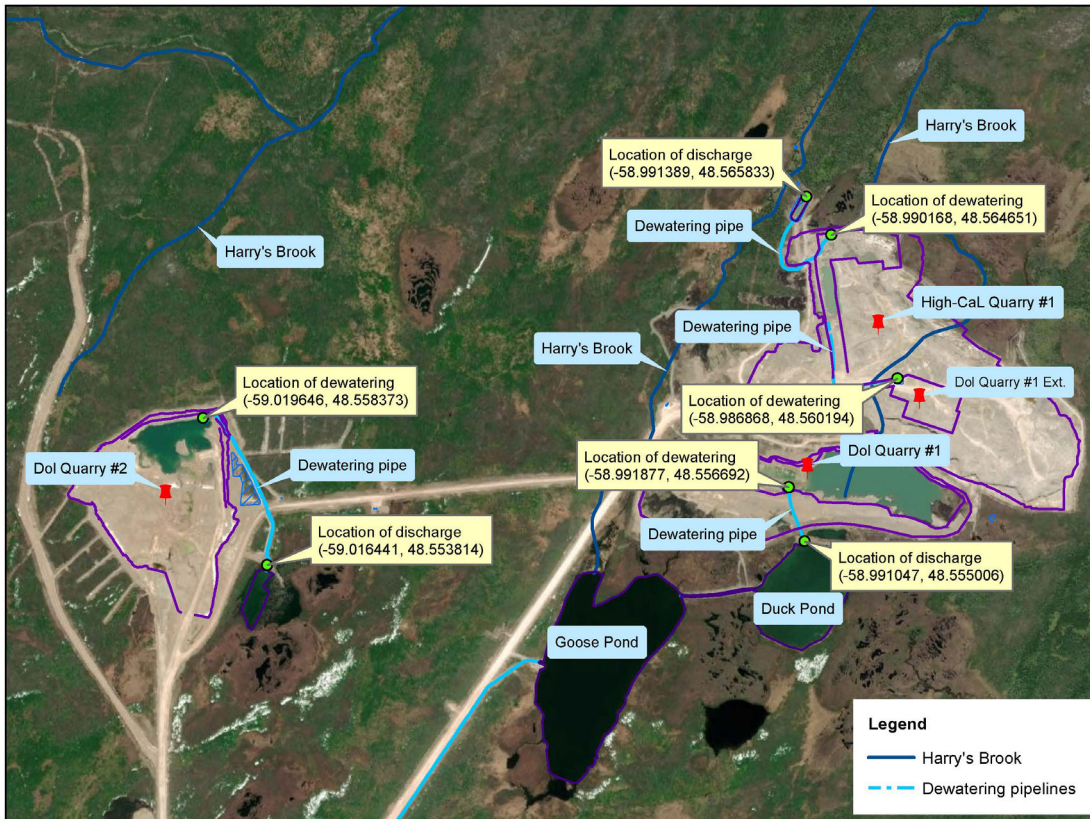 Harry's Brook
Location of discharge
(-58.991389, 48.565833)
Location of dewatering
(-58.990168, 48.564651)
Dewatering pipe
Harry's Brook
High-CaL Quarry #1
Dewatering pipe
Harry's Brook
Dol Quarry #1 Ext.
Location of dewatering
(-59.019646, 48.558373)
Location of dewatering
(-58.986868, 48.560194)
Dol Quarry #2
Dewatering pipe
Location of dewatering
(-58.991877, 48.556692)
Dol Quarry #1
Location of discharge
(-59.016441, 48.553814)
Dewatering pipe
Location of discharge
(-58.991047, 48.555006)
Duck Pond
Goose Pond
Legend
Harry's Brook
Dewatering pipelines